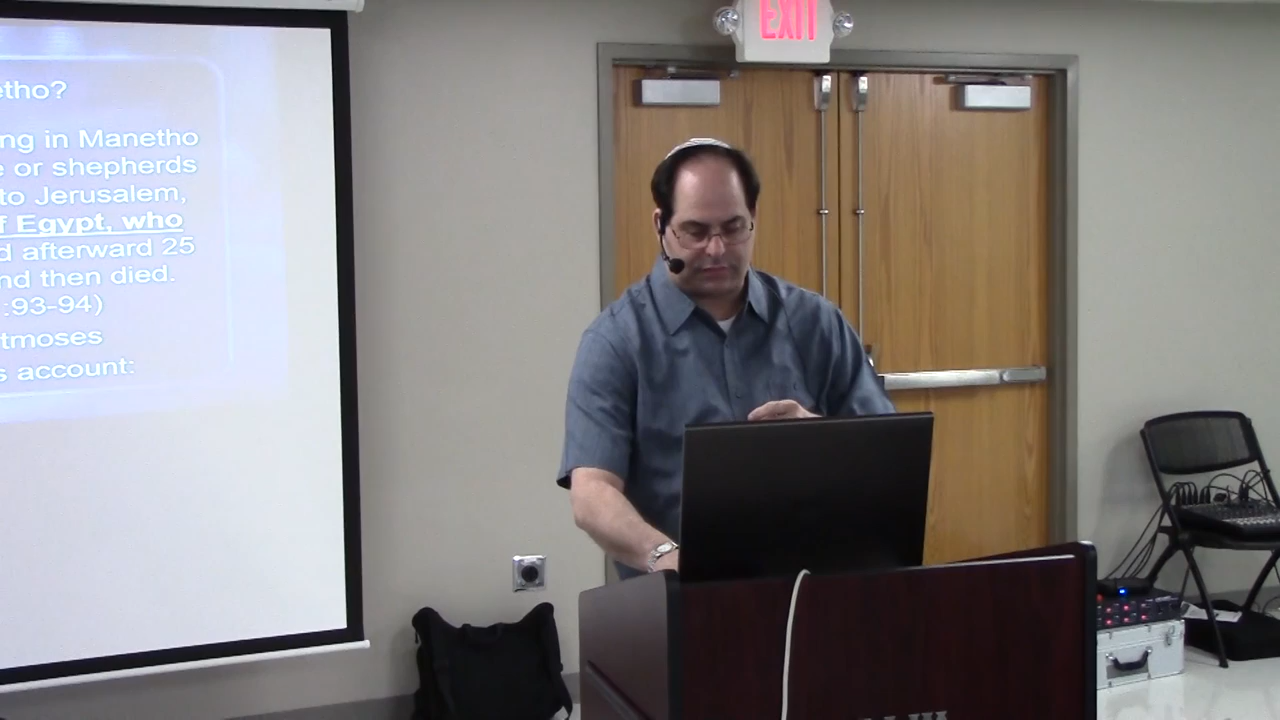 etho?
ng in Manetho
e or shepherds
to Jerusalem,
f Egypt, who
d afterward 25
nd then died.
:93-94)
tmoses
s account:
EXIT